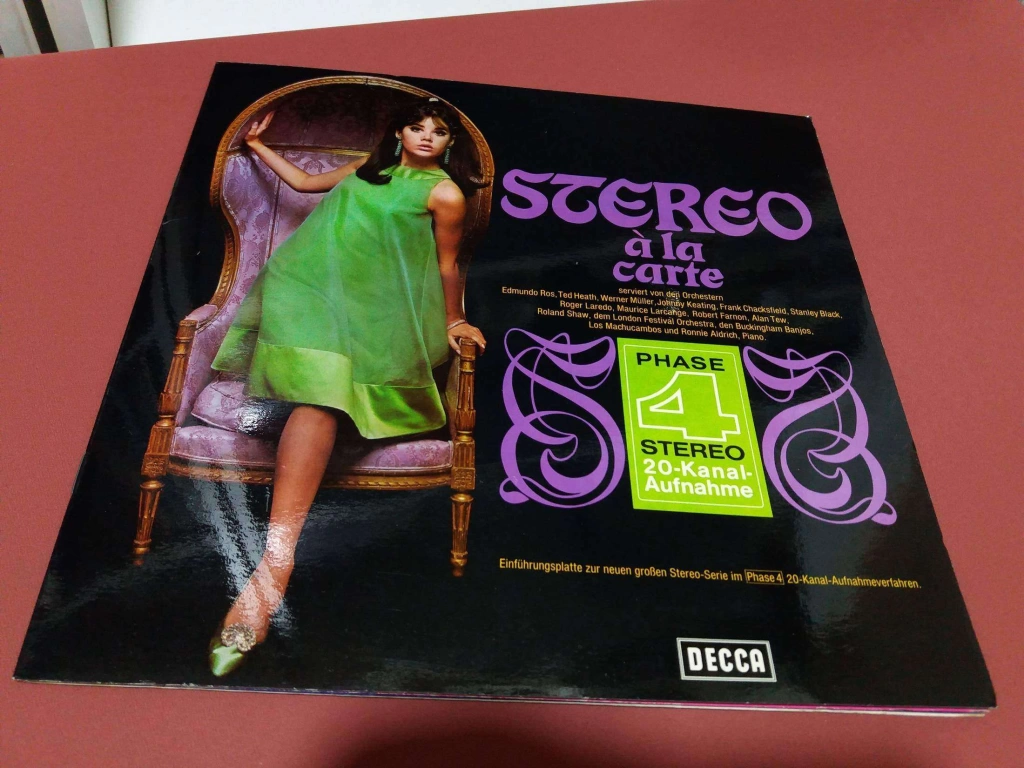 STEREO
à la
carte
serviert von den Orchestern
Edmundo Ros, Ted Heath, Werner Müller, Johnny Keating, Frank Chacksfield, Stanley Black,
Roger Laredo, Maurice Larcange, Robert Farnon, Alan Tew,
Roland Shaw, dem London Festival Orchestra, den Buckingham Banjos,
Los Machucambos und Ronnie Aldrich, Piano.
PHASE
4
STEREO
20-Kanal-
Aufnahme
Einführungsplatte zur neuen großen Stereo-Serie im Phase 4 20-Kanal-Aufnahmeverfahren.
DECCA